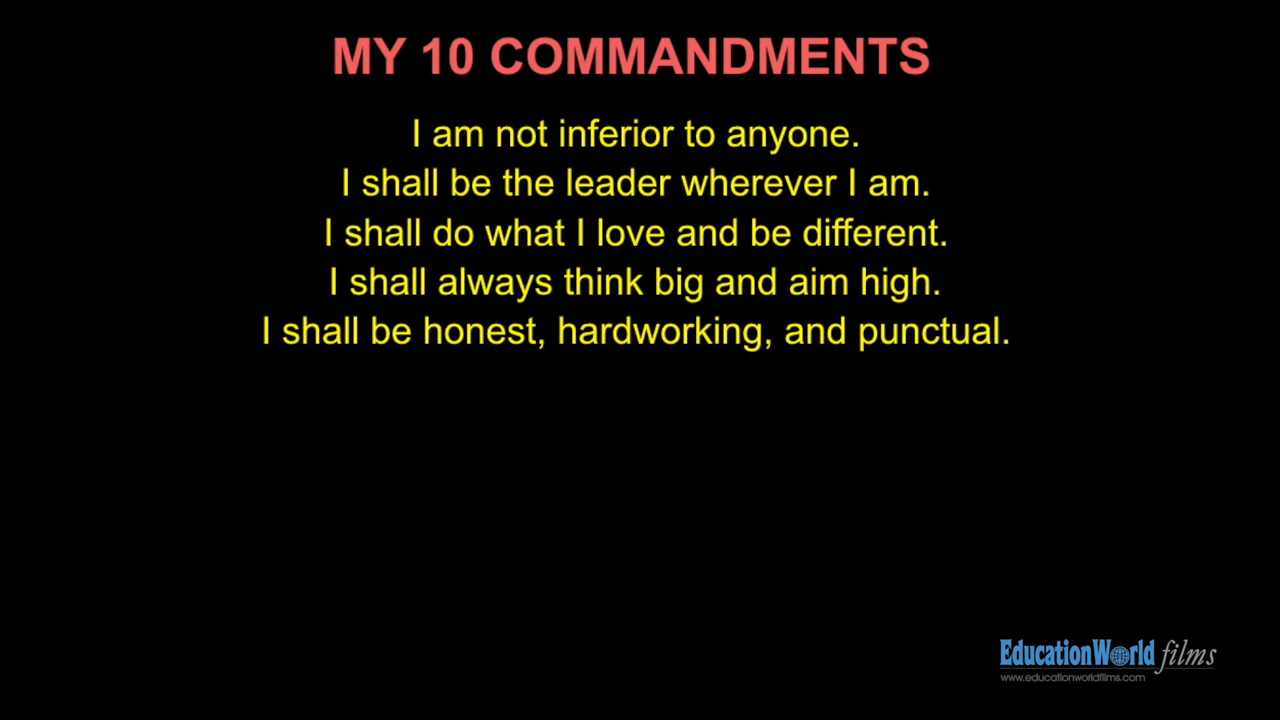 MY 10 COMMANDMENTS
I am not inferior to anyone.
I shall be the leader wherever I am.
I shall do what I love and be different.
I shall always think big and aim high.
I shall be honest, hardworking, and punctual.
EducationWorld films
www.educationworldfilms.com